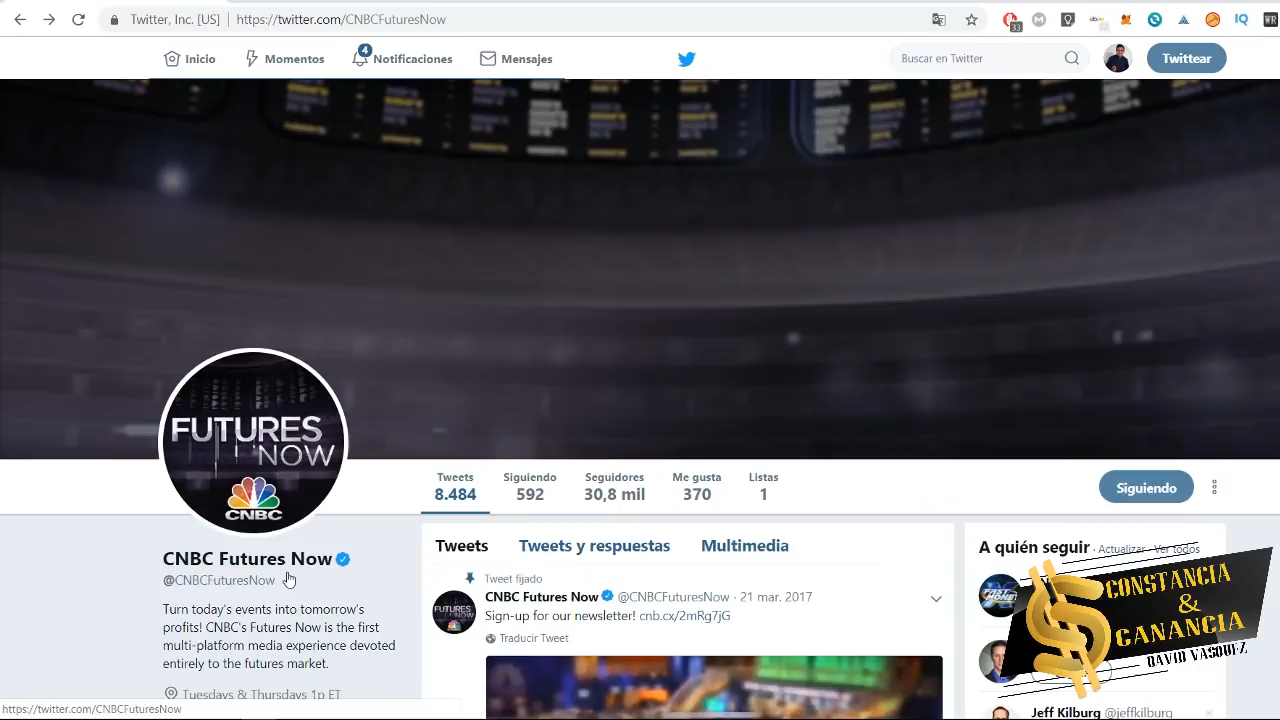 Twitter, Inc. [US] | https://twitter.com/CNBCFuturesNow
33
Inicio
Momentos
4
Notificaciones
Mensajes
Buscar en Twitter
Twittear
FUTURES
NOW
CNBC
Tweets
8.484
Siguiendo
592
Seguidores
30,8 mil
Me gusta
370
Listas
1
Siguiendo
CNBC Futures Now
@CNBCFuturesNow
Turn today's events into tomorrow's
profits! CNBC's Futures Now is the first
multi-platform media experience devoted
entirely to the futures market.
Tuesdays & Thursdays 1p ET
https://twitter.com/CNBCFuturesNow
Tweets
Tweets y respuestas
Multimedia
Tweet fijado
CNBC Futures Now @CNBCFuturesNow · 21 mar. 2017
Sign-up for our newsletter! cnb.cx/2mRg7jG
Traducir Tweet
A quién seguir · Actualizar · Ver todos
CONSTANCIA
&
GANANCIA
DAVID VASQUEZ
Jeff Kilburg @jeffkilburg